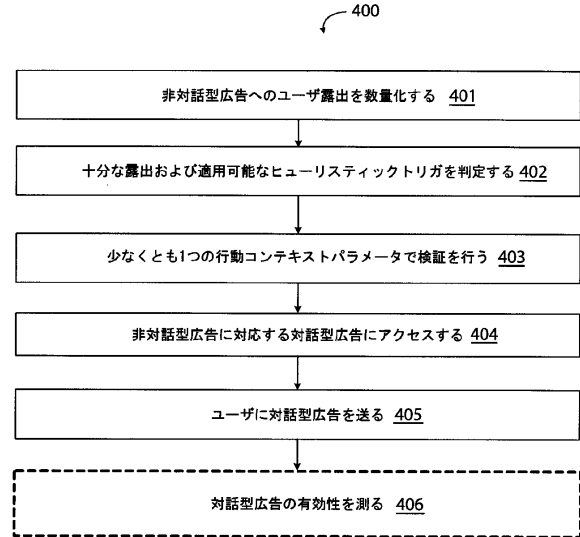 400
非対話型広告へのユーザ露出を数量化する 401
十分な露出および適用可能なヒューリスティックトリガを判定する 402
少なくとも1つの行動コンテキストパラメータで検証を行う 403
非対話型広告に対応する対話型広告にアクセスする 404
ユーザに対話型広告を送る 405
対話型広告の有効性を測る 406